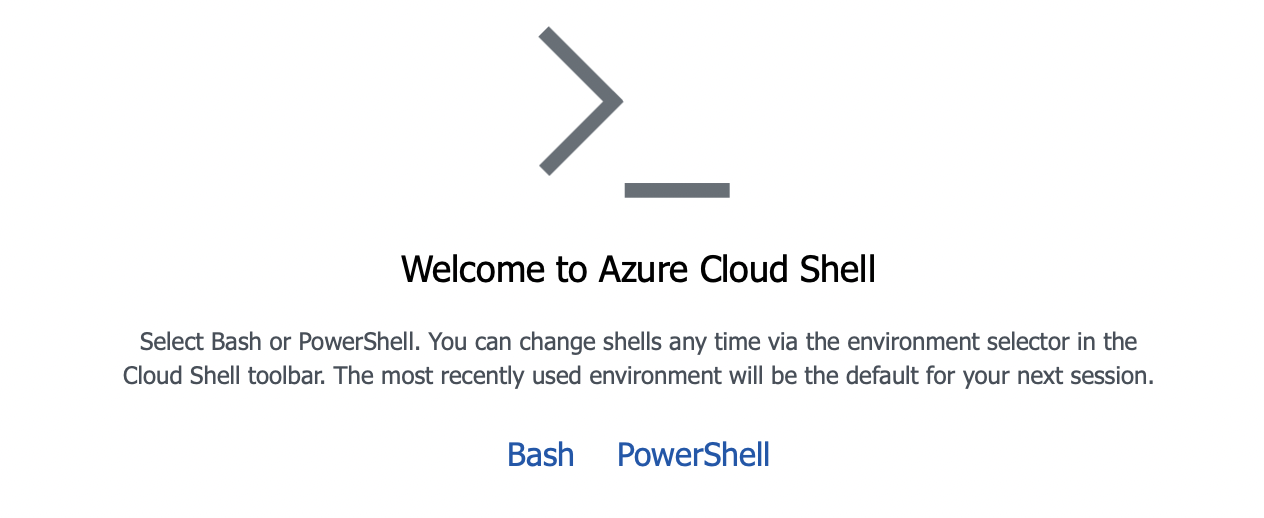 Welcome to Azure Cloud Shell
Select Bash or PowerShell. You can change shells any time via the environment selector in the
Cloud Shell toolbar. The most recently used environment will be the default for your next session.
Bash PowerShell